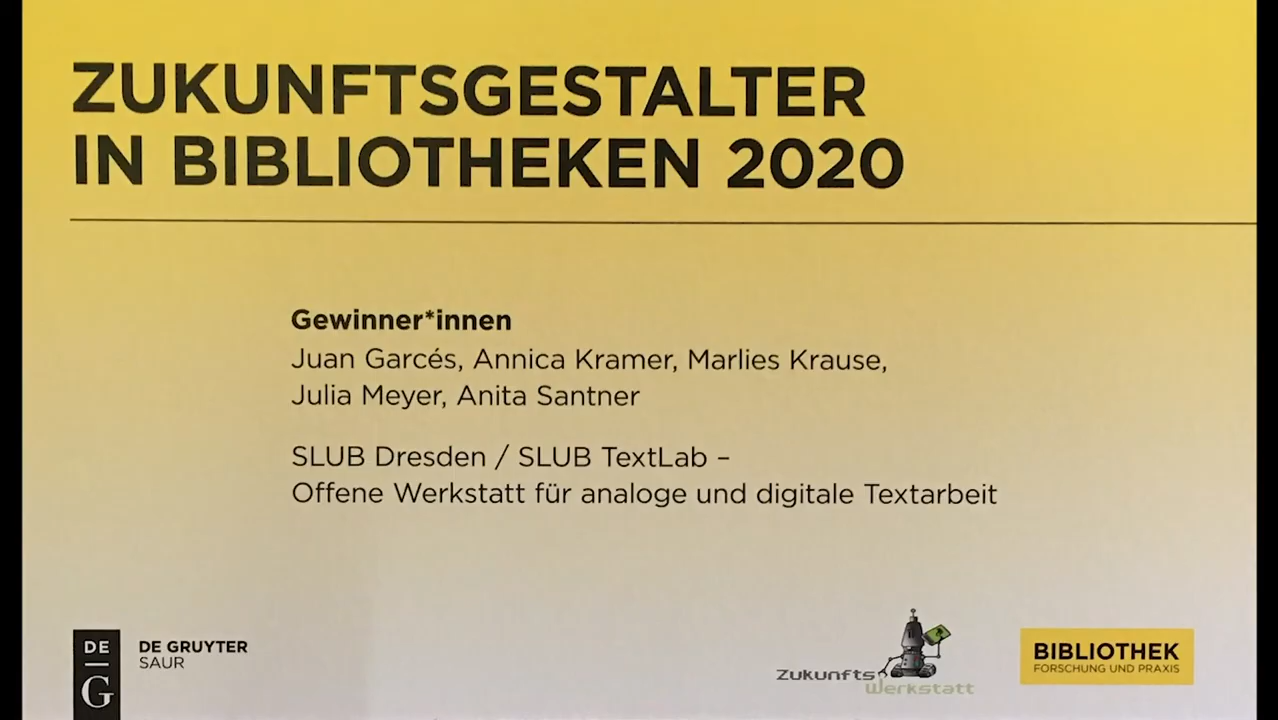 ZUKUNFTSGESTALTER
IN BIBLIOTHEKEN 2020
Gewinner*innen
Juan Garcés, Annica Kramer, Marlies Krause,
Julia Meyer, Anita Santner
SLUB Dresden / SLUB TextLab –
Offene Werkstatt für analoge und digitale Textarbeit
DE
G
DE GRUYTER
SAUR
Zukunfts
Werkstatt
BIBLIOTHEK
FORSCHUNG UND PRAXIS